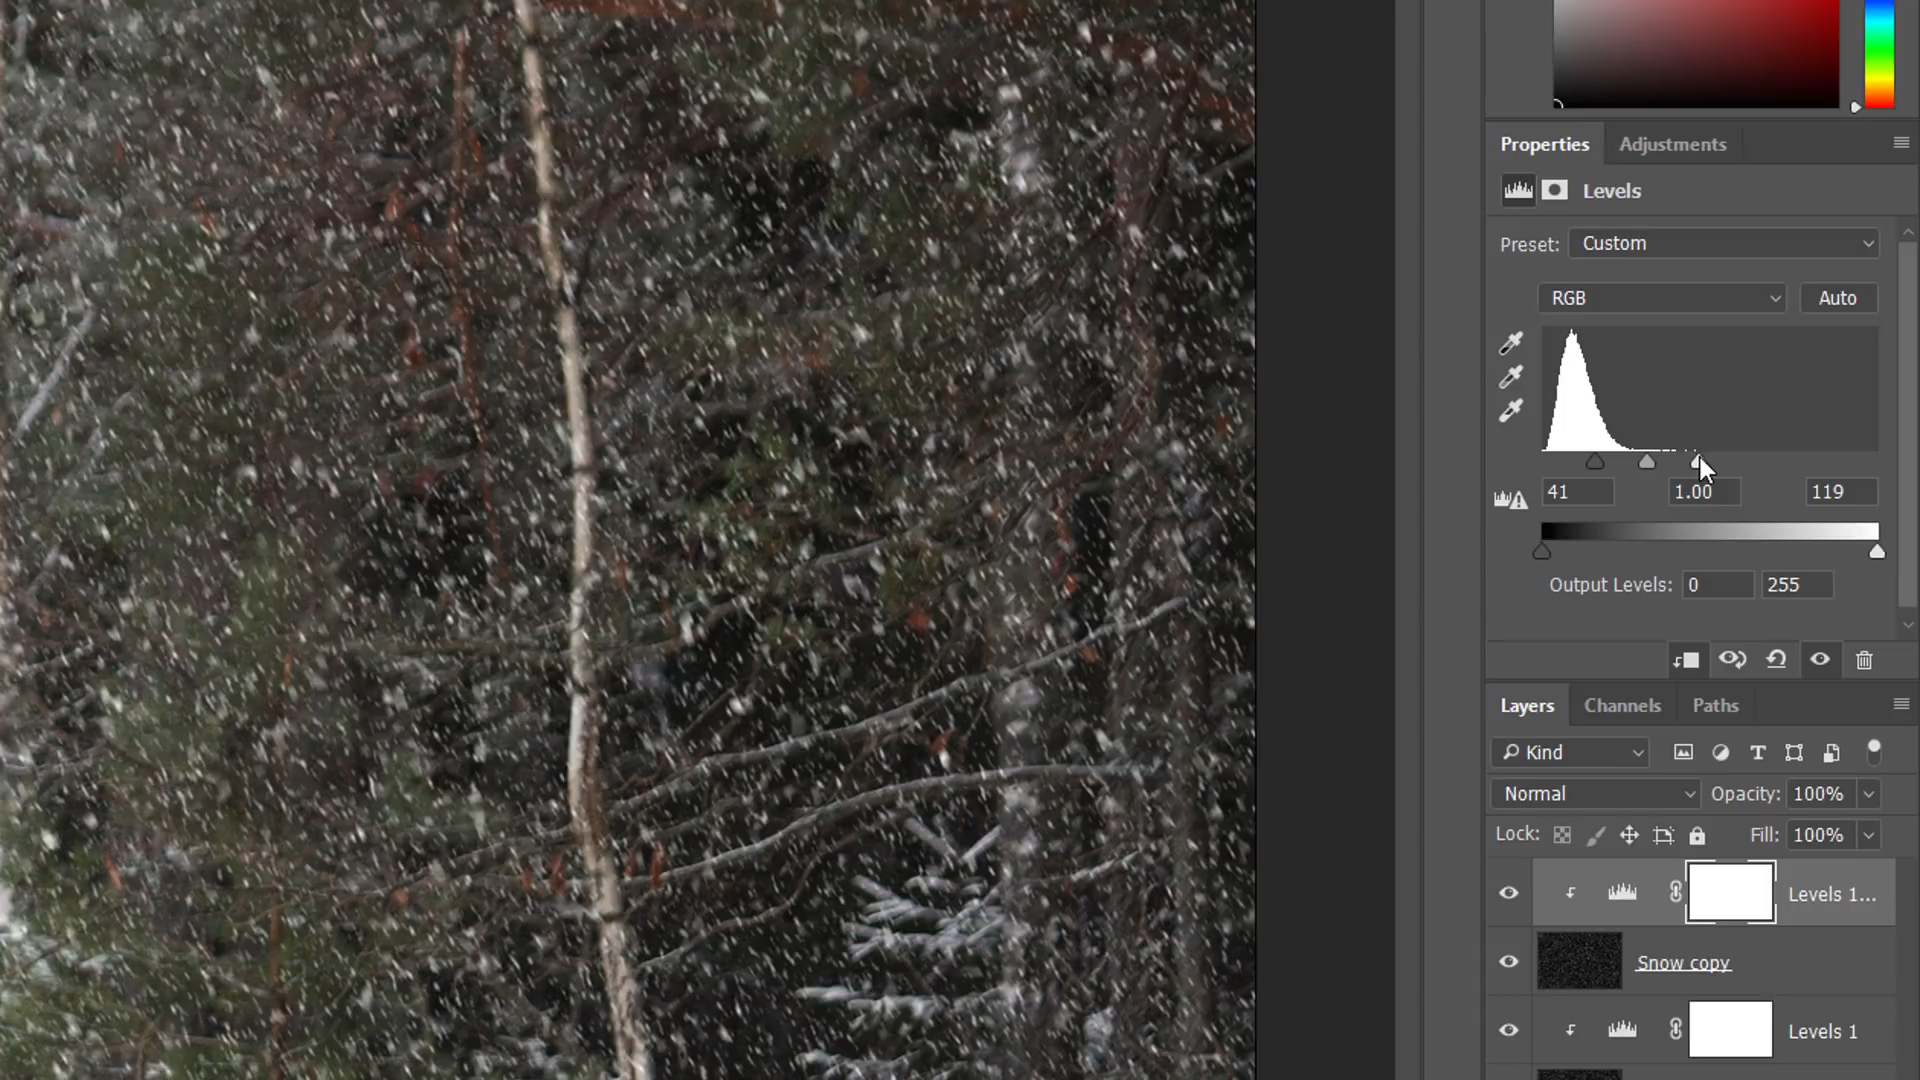 Properties Adjustments
Levels
Preset: Custom
RGB Auto
41 1.00 119
Output Levels: 0 255
Layers Channels Paths
Kind
Normal Opacity: 100%
Lock: Fill: 100%
Levels 1...
Snow copy
Levels 1